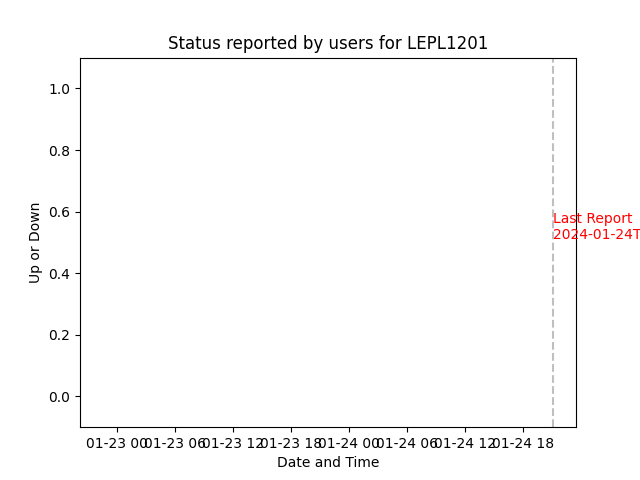 Status reported by users for LEPL1201
1.0
0.8
0.6
0.4
0.2
0.0
Up or Down
Last Report
2024-01-24T
01-23 00 01-23 06 01-23 12 01-23 18 01-24 00 01-24 06 01-24 12 01-24 18
Date and Time